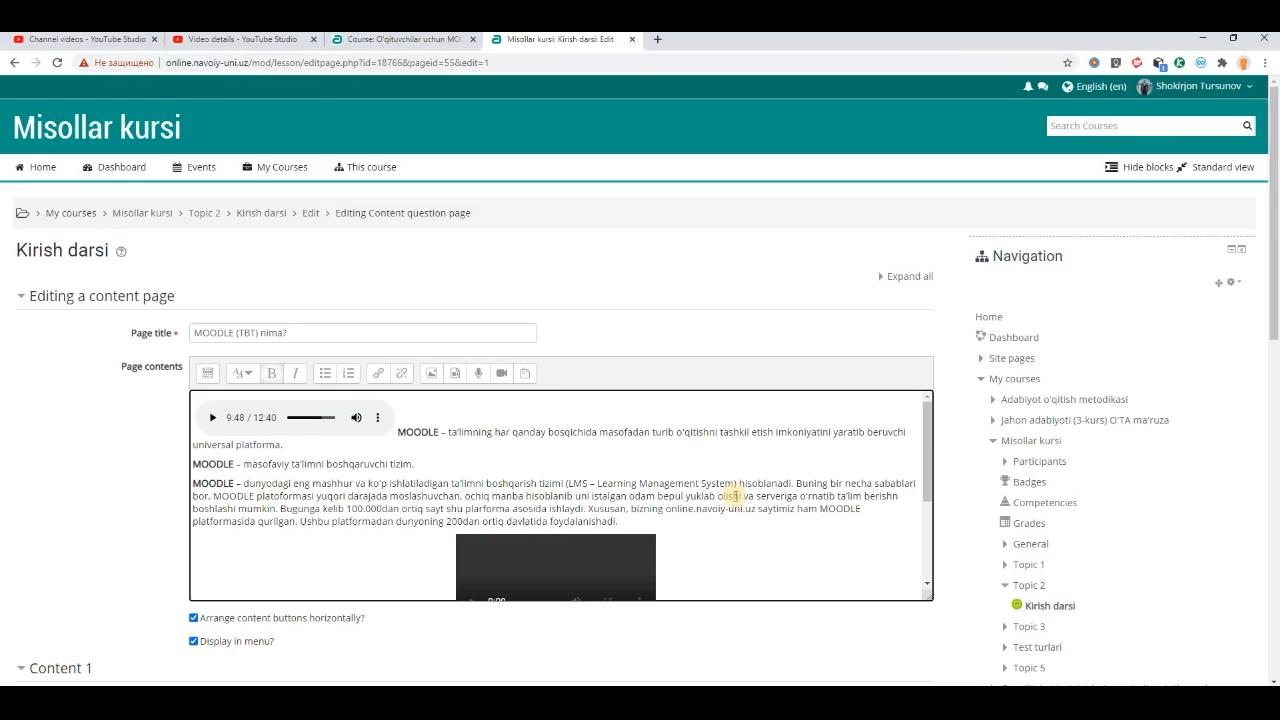 Channel videos - YouTube Studio
Video details - YouTube Studio
Course: O'qituvchilar uchun MO
Misollar kursi: Kirish darsi: Edit
Не защищено
online.navoiy-uni.uz/mod/lesson/editpage.php?id=18766&pageid=55&edit=1
English (en)
Shokirjon Tursunov
Misollar kursi
Search Courses
Home
Dashboard
Events
My Courses
This course
Hide blocks
Standard view
My courses
Misollar kursi
Topic 2
Kirish darsi
Edit
Editing Content question page
Kirish darsi
Expand all
Editing a content page
Page title
MOODLE (TBT) nima?
Page contents
9:48 / 12:40
MOODLE – ta'limning har qanday bosqichida masofadan turib o'qitishni tashkil etish imkoniyatini yaratib beruvchi
universal platforma.
MOODLE – masofaviy ta'limni boshqaruvchi tizim.
MOODLE – dunyodagi eng mashhur va ko'p ishlatiladigan ta'limni boshqarish tizimi (LMS – Learning Management System) hisoblanadi. Buning bir necha sabablari
bor. MOODLE platoformasi yuqori darajada moslashuvchan, ochiq manba hisoblanib uni istalgan odam bepul yuklab olishi va serveriga o'rnatib ta'lim berishn
boshlashi mumkin. Bugunga kelib 100.000dan ortiq sayt shu plarforma asosida ishlaydi. Xususan, bizning online.navoiy-uni.uz saytimiz ham MOODLE
platformasida qurilgan. Ushbu platformadan dunyoning 200dan ortiq davlatida foydalanishadi.
0:00
Arrange content buttons horizontally?
Display in menu?
Content 1
Navigation
Home
Dashboard
Site pages
My courses
Adabiyot o'qitish metodikasi
Jahon adabiyoti (3-kurs) O'TA ma'ruza
Misollar kursi
Participants
Badges
Competencies
Grades
General
Topic 1
Topic 2
Kirish darsi
Topic 3
Test turlari
Topic 5